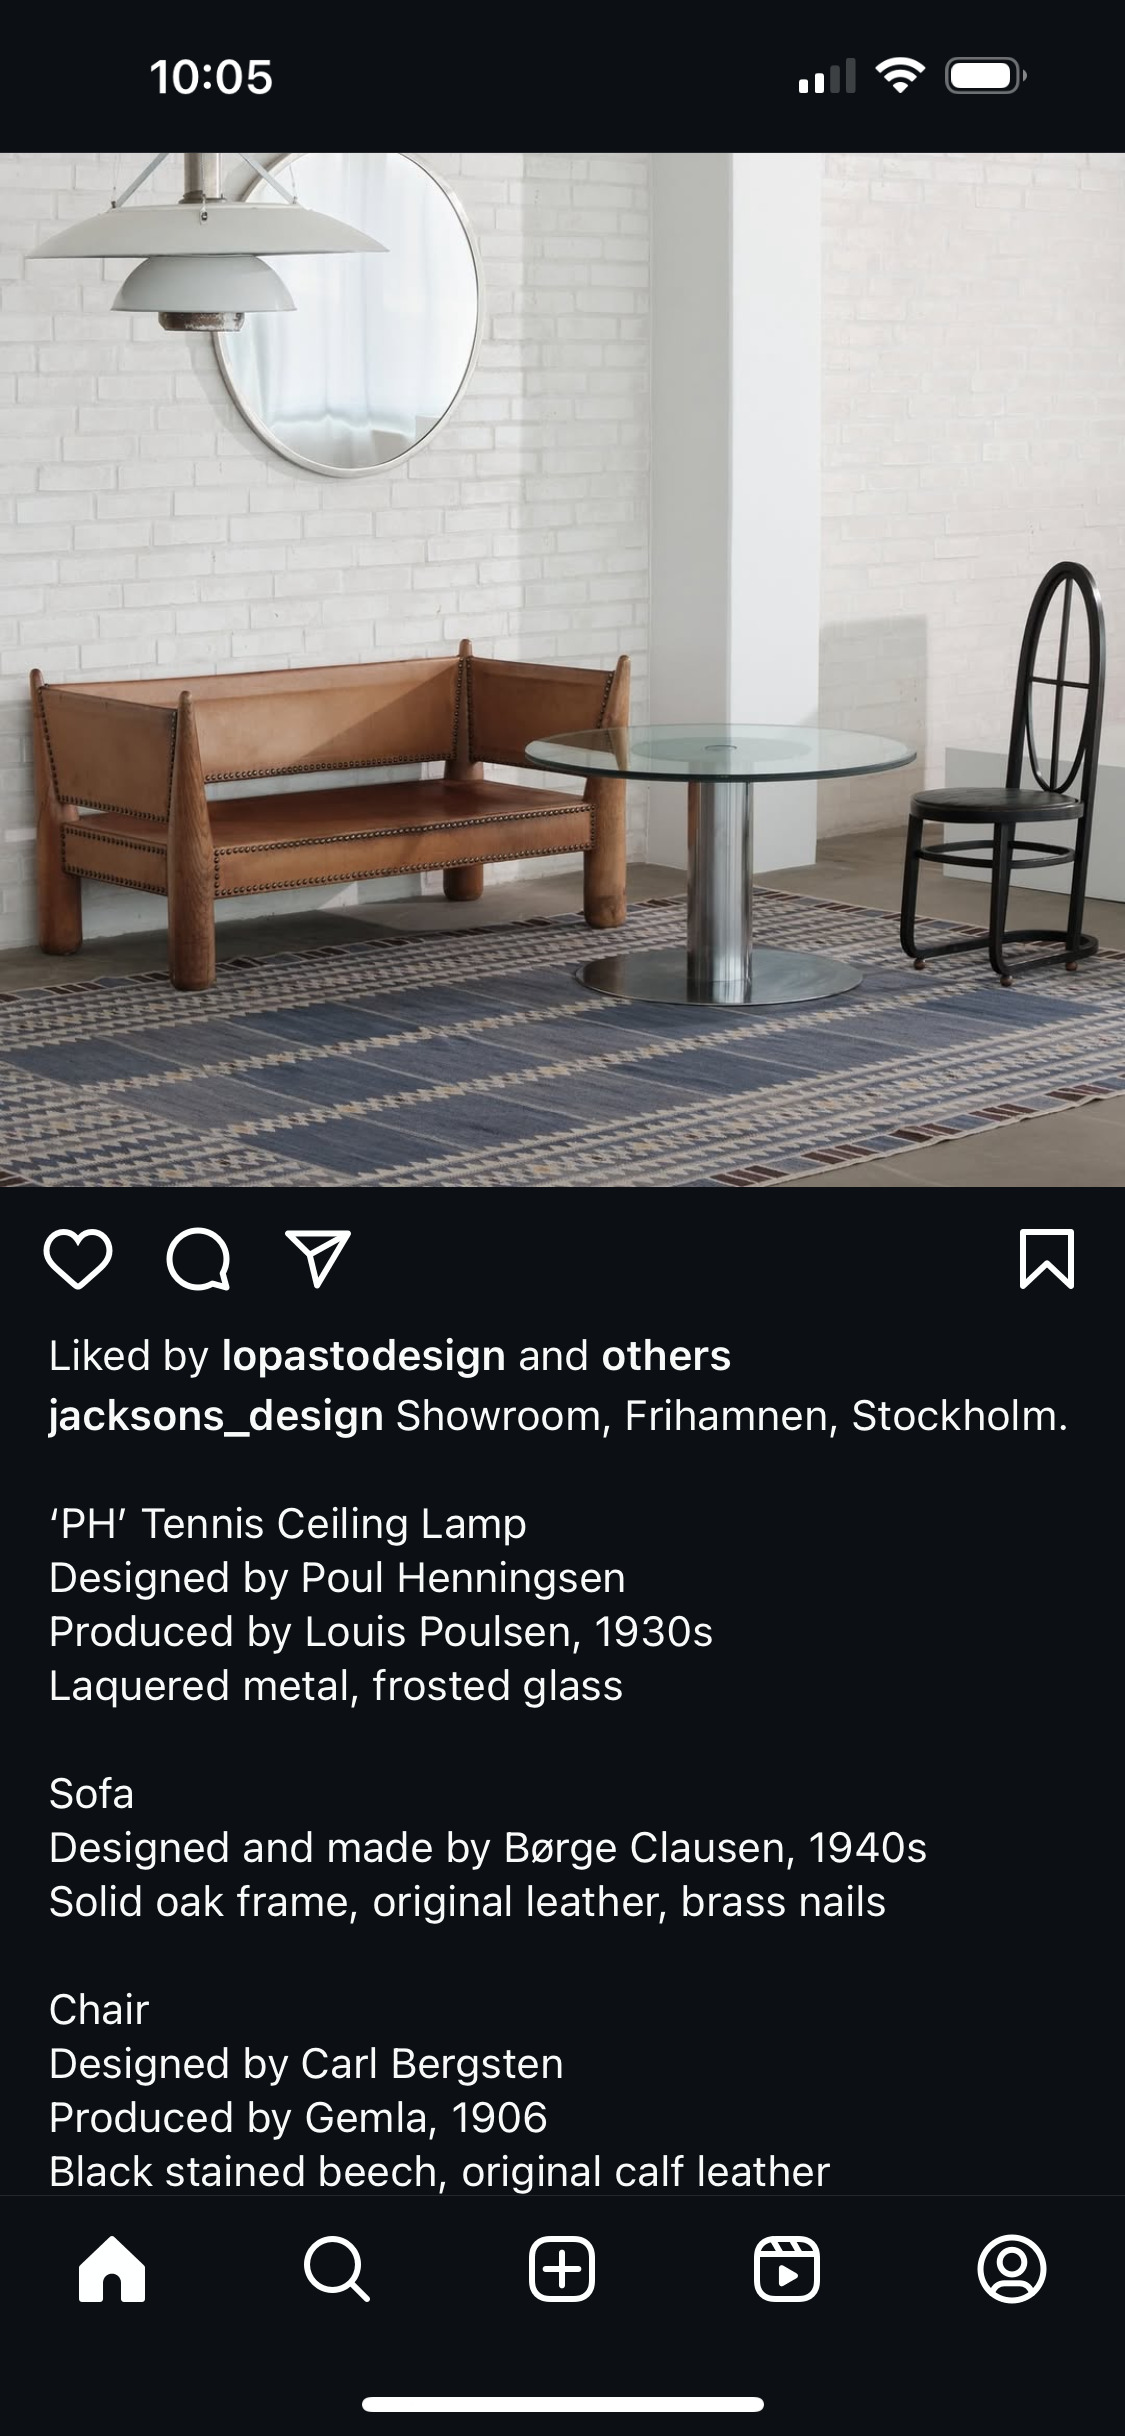 10:05
Liked by lopastodesign and others
jacksons_design Showroom, Frihamnen, Stockholm.
‘PH’ Tennis Ceiling Lamp
Designed by Poul Henningsen
Produced by Louis Poulsen, 1930s
Laquered metal, frosted glass
Sofa
Designed and made by Børge Clausen, 1940s
Solid oak frame, original leather, brass nails
Chair
Designed by Carl Bergsten
Produced by Gemla, 1906
Black stained beech, original calf leather